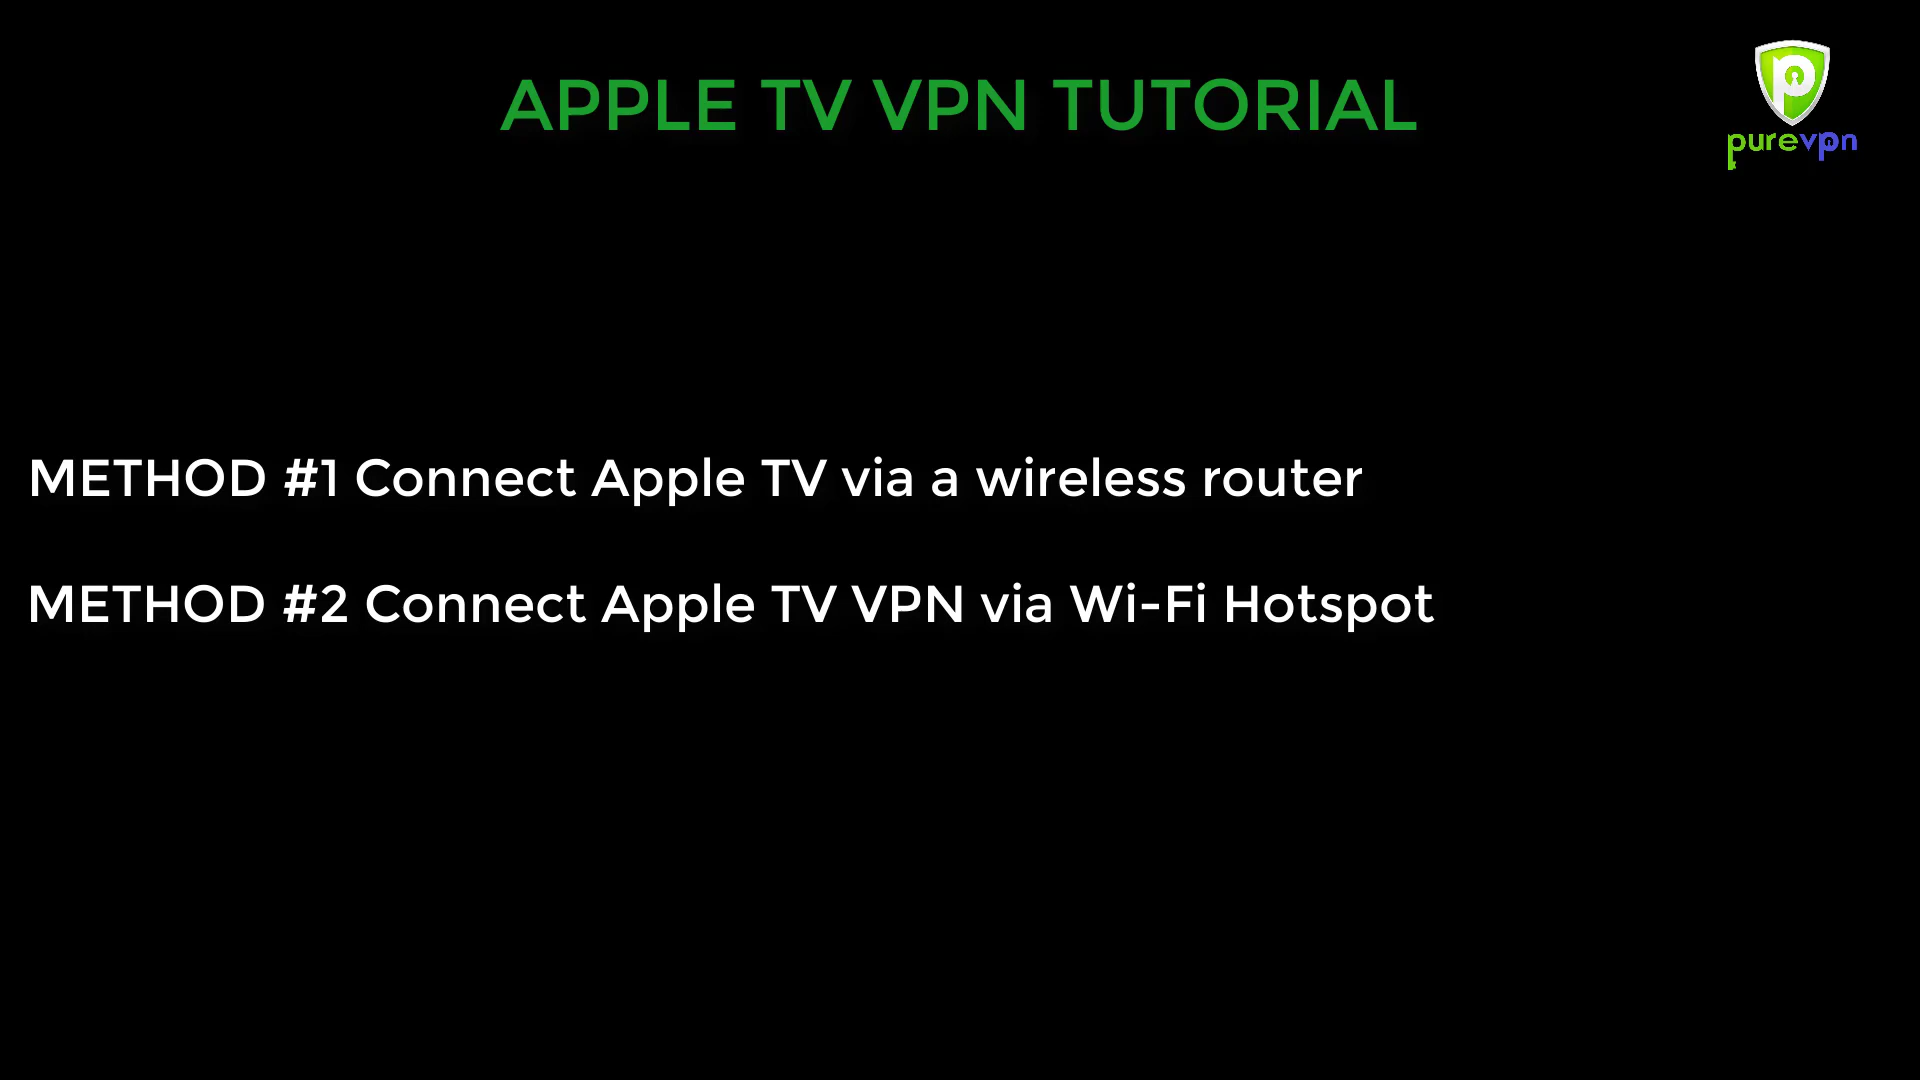 APPLE TV VPN TUTORIAL
purevpn
METHOD #1 Connect Apple TV via a wireless router
METHOD #2 Connect Apple TV VPN via Wi-Fi Hotspot